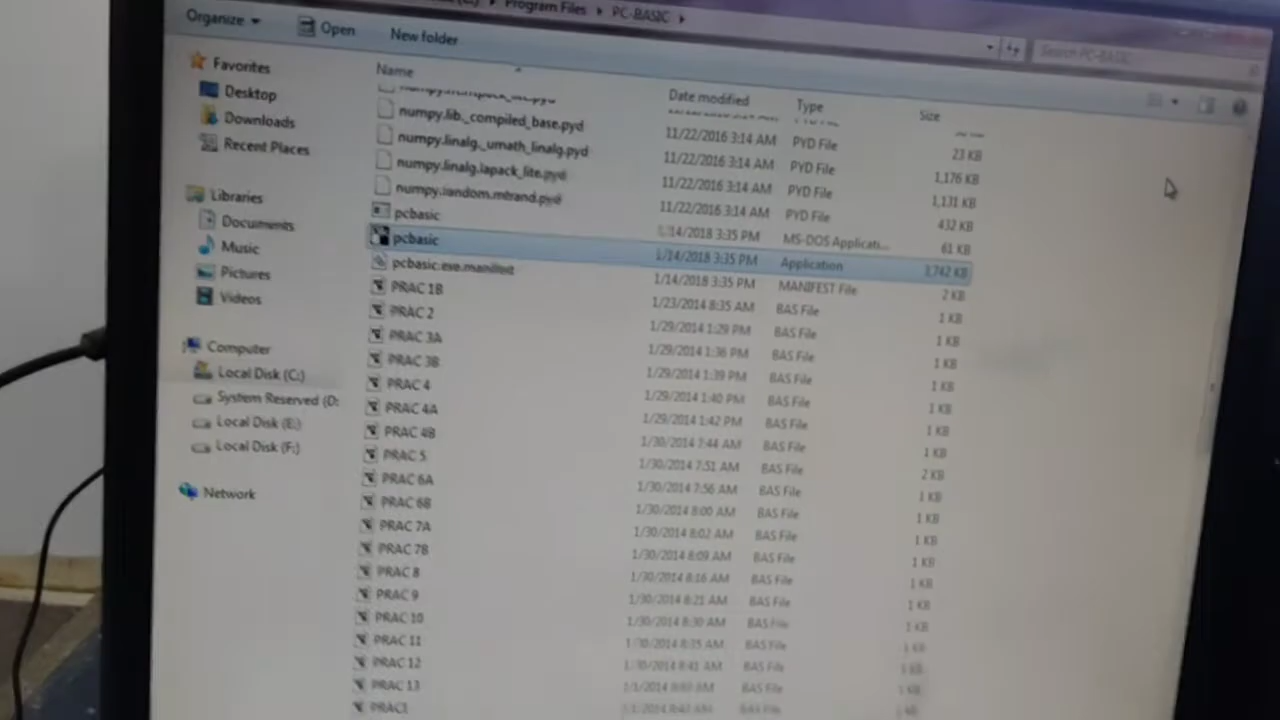 Program Files ▸ PC-BASIC ▸
Organize Open New folder
Search PC-BASIC
Favorites
Desktop
Downloads
Recent Places
Libraries
Documents
Music
Pictures
Videos
Computer
Local Disk (C:)
System Reserved (D:
Local Disk (E:)
Local Disk (F:)
Network
Name Date modified Type Size
numpy.lib._compiled_base.pyd 11/22/2016 3:14 AM PYD File 23 KB
numpy.linalg._umath_linalg.pyd 11/22/2016 3:14 AM PYD File 1,176 KB
numpy.linalg.lapack_lite.pyd 11/22/2016 3:14 AM PYD File 1,131 KB
numpy.random.mtrand.pyd 11/22/2016 3:14 AM PYD File 432 KB
pcbasic 1/14/2018 3:35 PM MS-DOS Applicati... 61 KB
pcbasic 1/14/2018 3:35 PM Application 3,742 KB
pcbasic.exe.manifest 1/14/2018 3:35 PM MANIFEST File 2 KB
PRAC 1B 1/23/2014 8:35 AM BAS File 1 KB
PRAC 2 1/29/2014 1:29 PM BAS File 1 KB
PRAC 3A 1/29/2014 1:36 PM BAS File 1 KB
PRAC 3B 1/29/2014 1:39 PM BAS File 1 KB
PRAC 4 1/29/2014 1:40 PM BAS File 1 KB
PRAC 4A 1/29/2014 1:42 PM BAS File 1 KB
PRAC 4B 1/30/2014 7:44 AM BAS File 1 KB
PRAC 5 1/30/2014 7:51 AM BAS File 2 KB
PRAC 6A 1/30/2014 7:56 AM BAS File 1 KB
PRAC 6B 1/30/2014 8:00 AM BAS File 1 KB
PRAC 7A 1/30/2014 8:02 AM BAS File 1 KB
PRAC 7B 1/30/2014 8:09 AM BAS File 1 KB
PRAC 8 1/30/2014 8:16 AM BAS File 1 KB
PRAC 9 1/30/2014 8:21 AM BAS File 1 KB
PRAC 10 1/30/2014 8:30 AM BAS File 1 KB
PRAC 11 1/30/2014 8:35 AM BAS File 1 KB
PRAC 12 1/30/2014 8:41 AM BAS File 1 KB
PRAC 13 BAS File 1 KB
PRAC1 BAS File